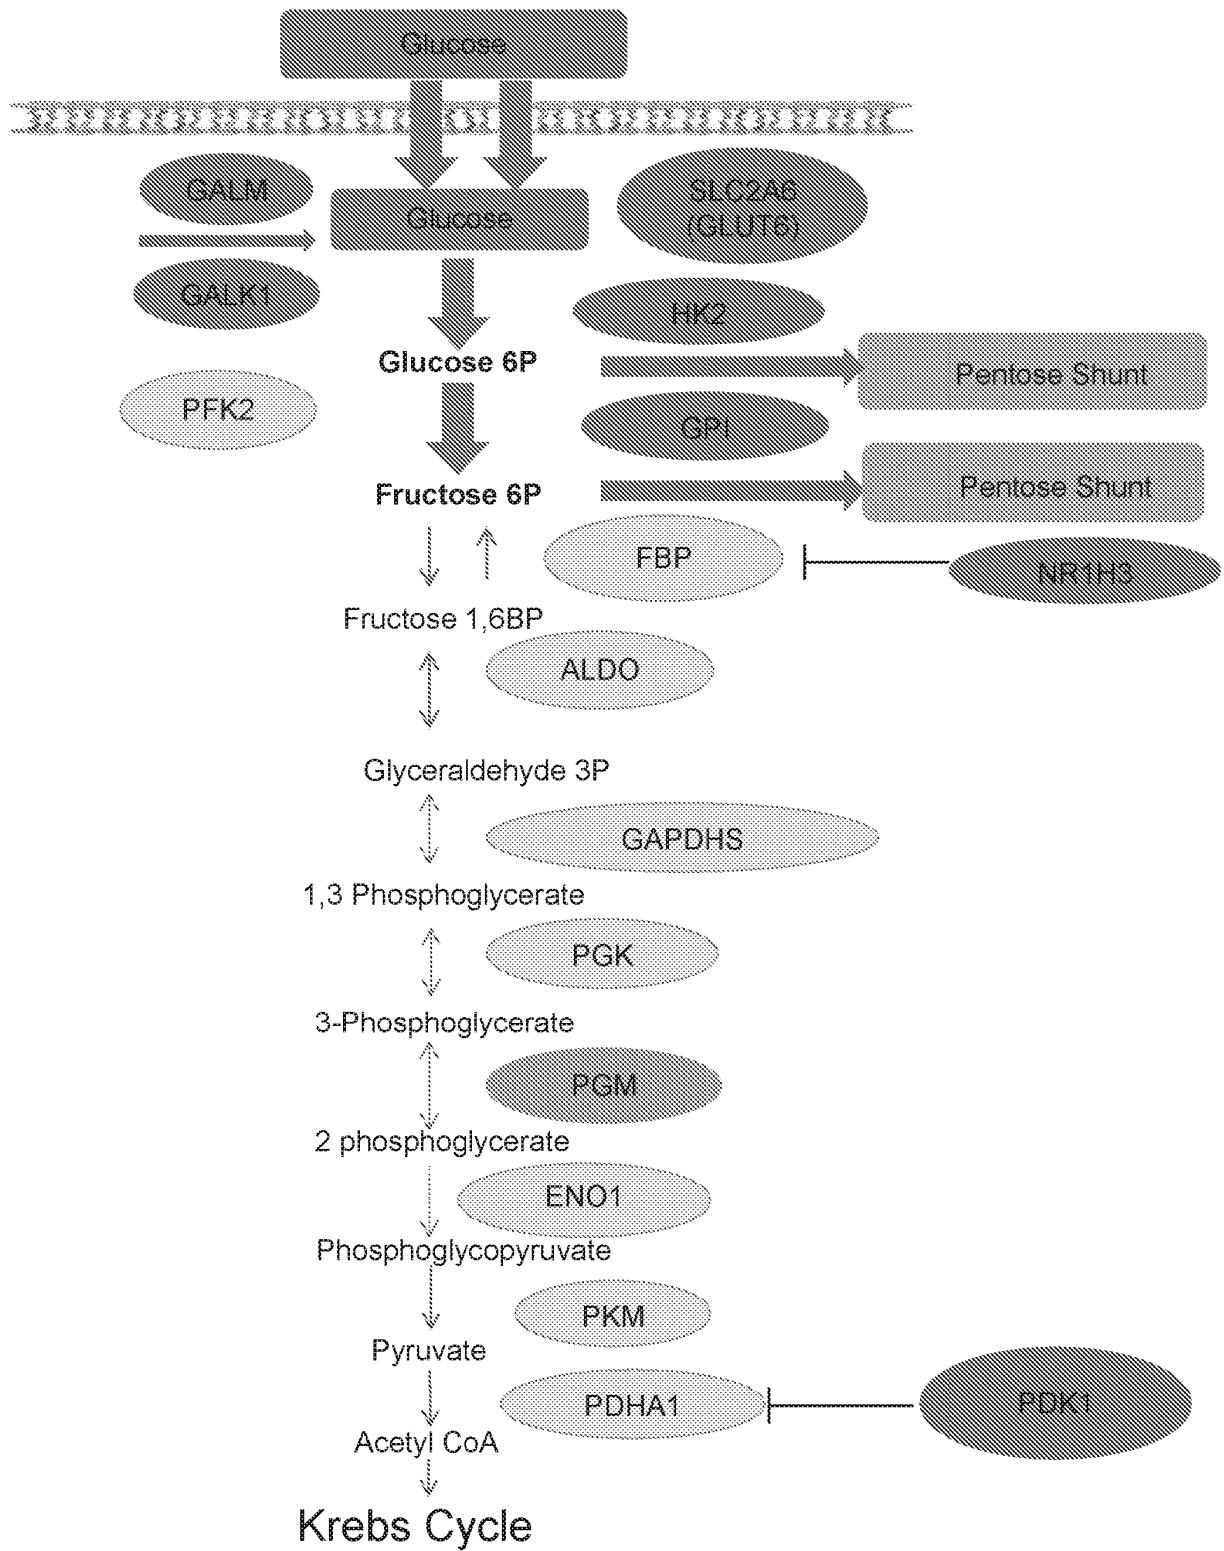 Glucose
GALM
Glucose
SLC2A6
(GLUT6)
GALK1
HK2
Glucose 6P
Pentose Shunt
PFK2
GPI
Fructose 6P
Pentose Shunt
FBP
NR1H3
Fructose 1,6BP
ALDO
Glyceraldehyde 3P
GAPDHS
1,3 Phosphoglycerate
PGK
3-Phosphoglycerate
PGM
2 phosphoglycerate
ENO1
Phosphoglycopyruvate
PKM
Pyruvate
PDHA1
PDK1
Acetyl CoA
Krebs Cycle